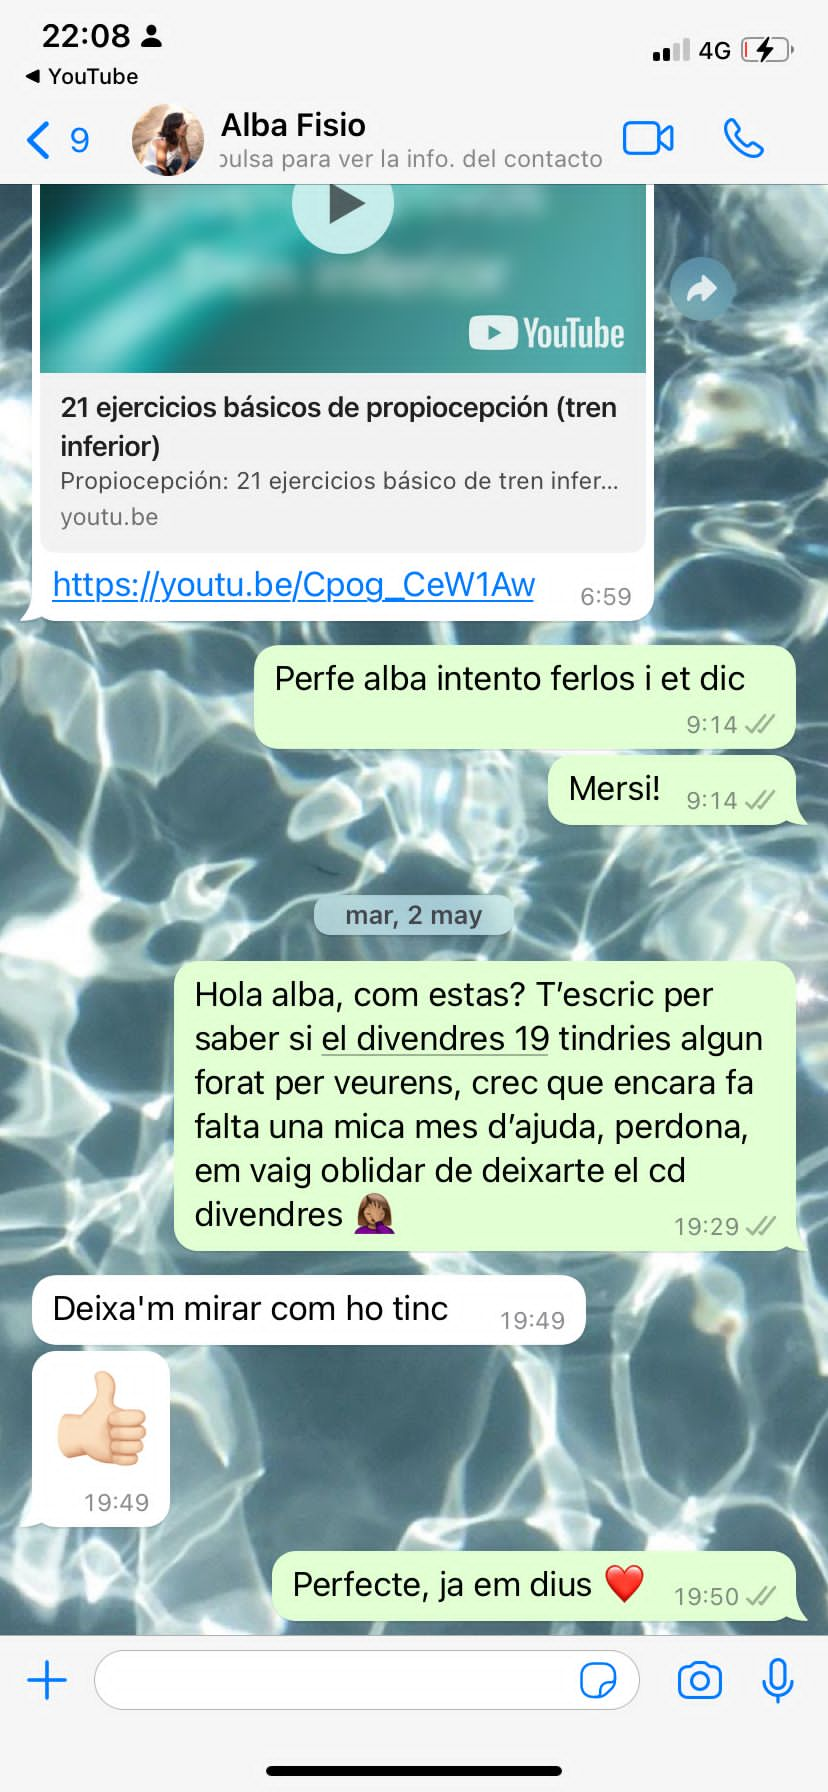 22:08
4G
YouTube
9
Alba Fisio
pulsa para ver la info. del contacto
YouTube
21 ejercicios básicos de propiocepción (tren
inferior)
Propiocepción: 21 ejercicios básico de tren infer...
youtu.be
https://youtu.be/Cpog_CeW1Aw
6:59
Perfe alba intento ferlos i et dic
9:14
Mersi!
9:14
mar, 2 may
Hola alba, com estas? T’escric per
saber si el divendres 19 tindries algun
forat per veurens, crec que encara fa
falta una mica mes d’ajuda, perdona,
em vaig oblidar de deixarte el cd
divendres 🤦🏾‍♀️
19:29
Deixa'm mirar com ho tinc
19:49
👍🏻
19:49
Perfecte, ja em dius ❤️
19:50